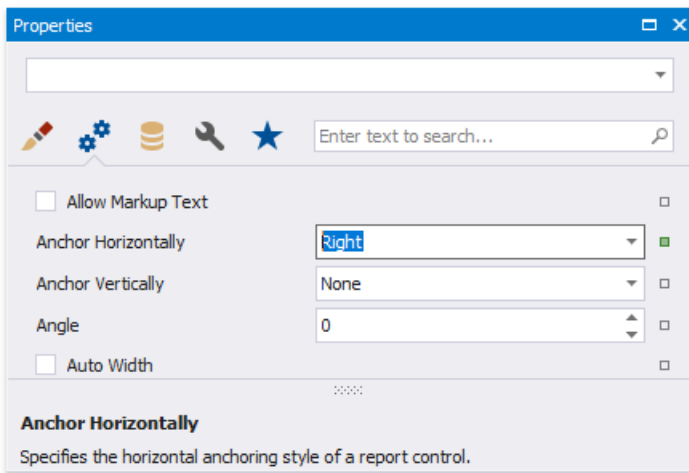 Properties
Enter text to search...
Allow Markup Text
Anchor Horizontally Right
Anchor Vertically None
Angle 0
Auto Width
Anchor Horizontally
Specifies the horizontal anchoring style of a report control.